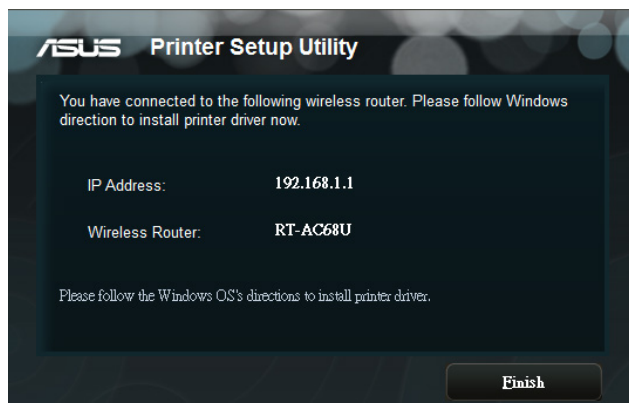 ASUS Printer Setup Utility
You have connected to the following wireless router. Please follow Windows
direction to install printer driver now.
IP Address: 192.168.1.1
Wireless Router: RT-AC68U
Please follow the Windows OS's directions to install printer driver.
Finish